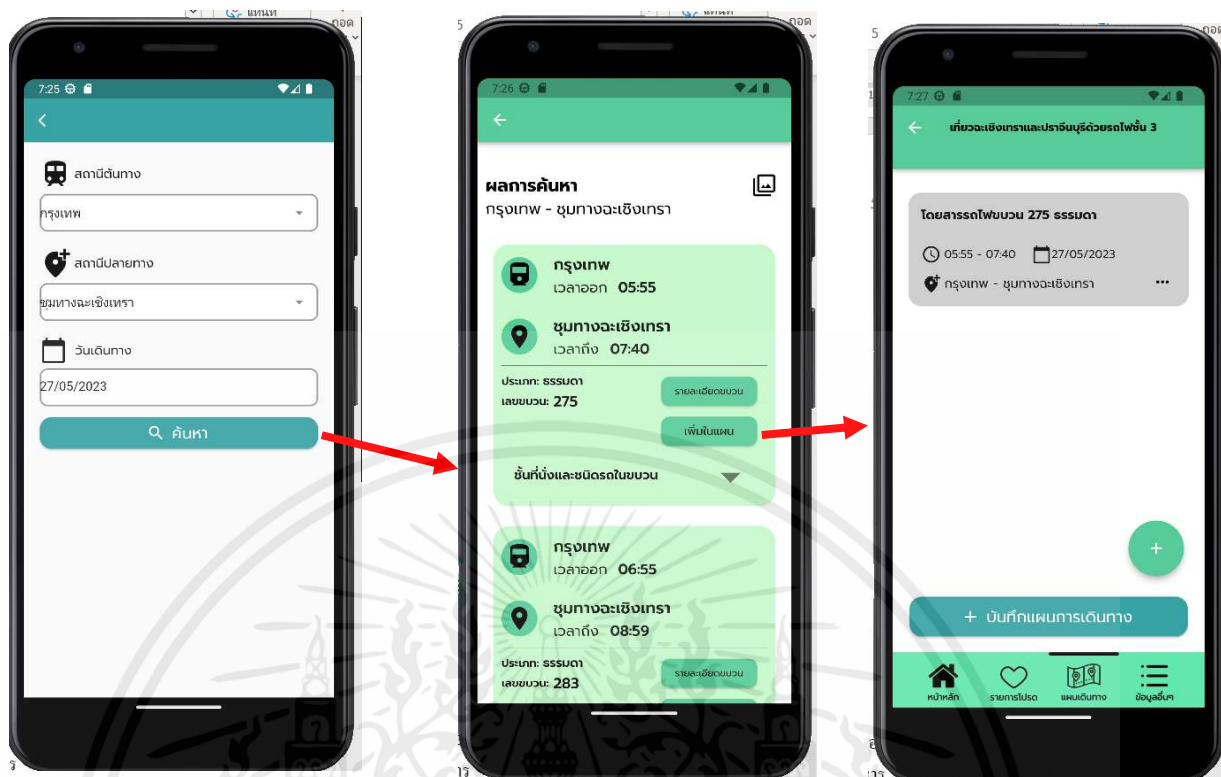 แทนที่
ถอด
7:25
สถานีต้นทาง
กรุงเทพ
สถานีปลายทาง
ชุมทางฉะเชิงเทรา
วันเดินทาง
27/05/2023
ค้นหา
ร
แทนที่
ถอด
5
7:26
ผลการค้นหา
กรุงเทพ - ชุมทางฉะเชิงเทรา
กรุงเทพ
เวลาออก 05:55
ชุมทางฉะเชิงเทรา
เวลาถึง 07:40
ประเภท: ธรรมดา
รายละเอียดขบวน
เลขขบวน: 275
เพิ่มในแผน
ชั้นที่นั่งและชนิดรถในขบวน
กรุงเทพ
เวลาออก 06:55
ชุมทางฉะเชิงเทรา
เวลาถึง 08:59
ประเภท: ธรรมดา
รายละเอียดขบวน
เลขขบวน: 283
5
7:27
เที่ยวฉะเชิงเทราและปราจีนบุรีด้วยรถไฟชั้น 3
โดยสารรถไฟขบวน 275 ธรรมดา
05:55 - 07:40 27/05/2023
กรุงเทพ - ชุมทางฉะเชิงเทรา
+
+ บันทึกแผนการเดินทาง
หน้าหลัก รายการโปรด แผนเดินทาง ข้อมูลอื่นๆ